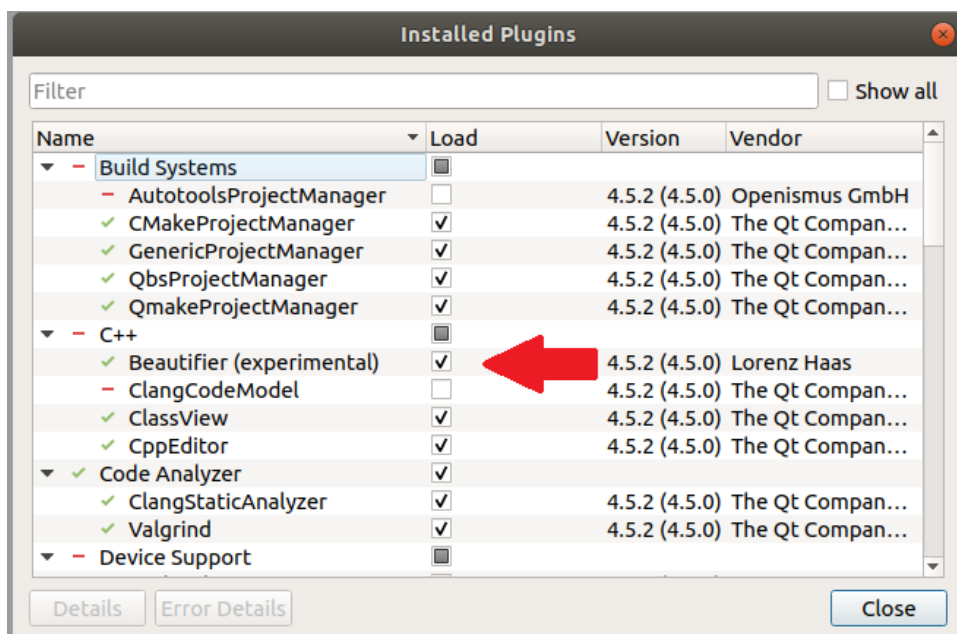 Installed Plugins
Filter
Show all
Name Load Version Vendor
Build Systems
AutotoolsProjectManager 4.5.2 (4.5.0) Openismus GmbH
CMakeProjectManager 4.5.2 (4.5.0) The Qt Compan...
GenericProjectManager 4.5.2 (4.5.0) The Qt Compan...
QbsProjectManager 4.5.2 (4.5.0) The Qt Compan...
QmakeProjectManager 4.5.2 (4.5.0) The Qt Compan...
C++
Beautifier (experimental) 4.5.2 (4.5.0) Lorenz Haas
ClangCodeModel 4.5.2 (4.5.0) The Qt Compan...
ClassView 4.5.2 (4.5.0) The Qt Compan...
CppEditor 4.5.2 (4.5.0) The Qt Compan...
Code Analyzer
ClangStaticAnalyzer 4.5.2 (4.5.0) The Qt Compan...
Valgrind 4.5.2 (4.5.0) The Qt Compan...
Device Support
Details Error Details Close